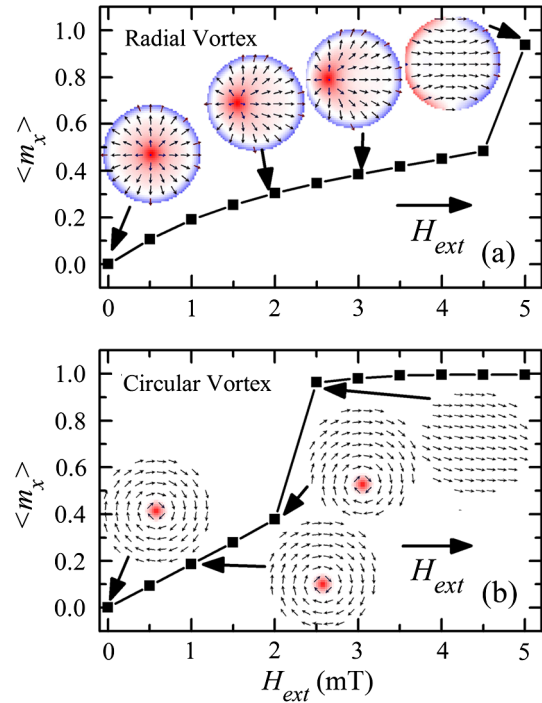 Radial Vortex
1.0
0.8
0.6
0.4
0.2
0.0
<m_x>
H_ext
(a)
0 1 2 3 4 5
Circular Vortex
1.0
0.8
0.6
0.4
0.2
0.0
<m_x>
H_ext
(b)
0 1 2 3 4 5
H_ext (mT)